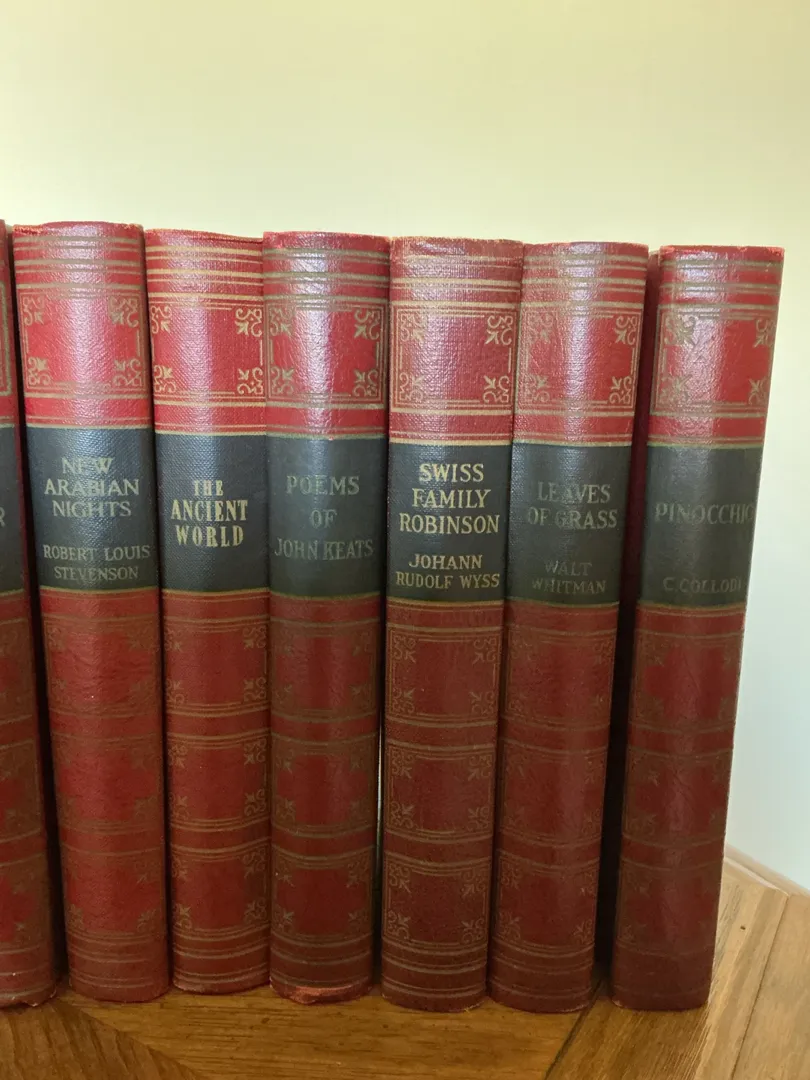 R
NEW
ARABIAN
NIGHTS
ROBERT LOUIS
STEVENSON
THE
ANCIENT
WORLD
POEMS
OF
JOHN KEATS
SWISS
FAMILY
ROBINSON
JOHANN
RUDOLF WYSS
LEAVES
OF GRASS
WALT
WHITMAN
PINOCCHIO
C. COLLODI